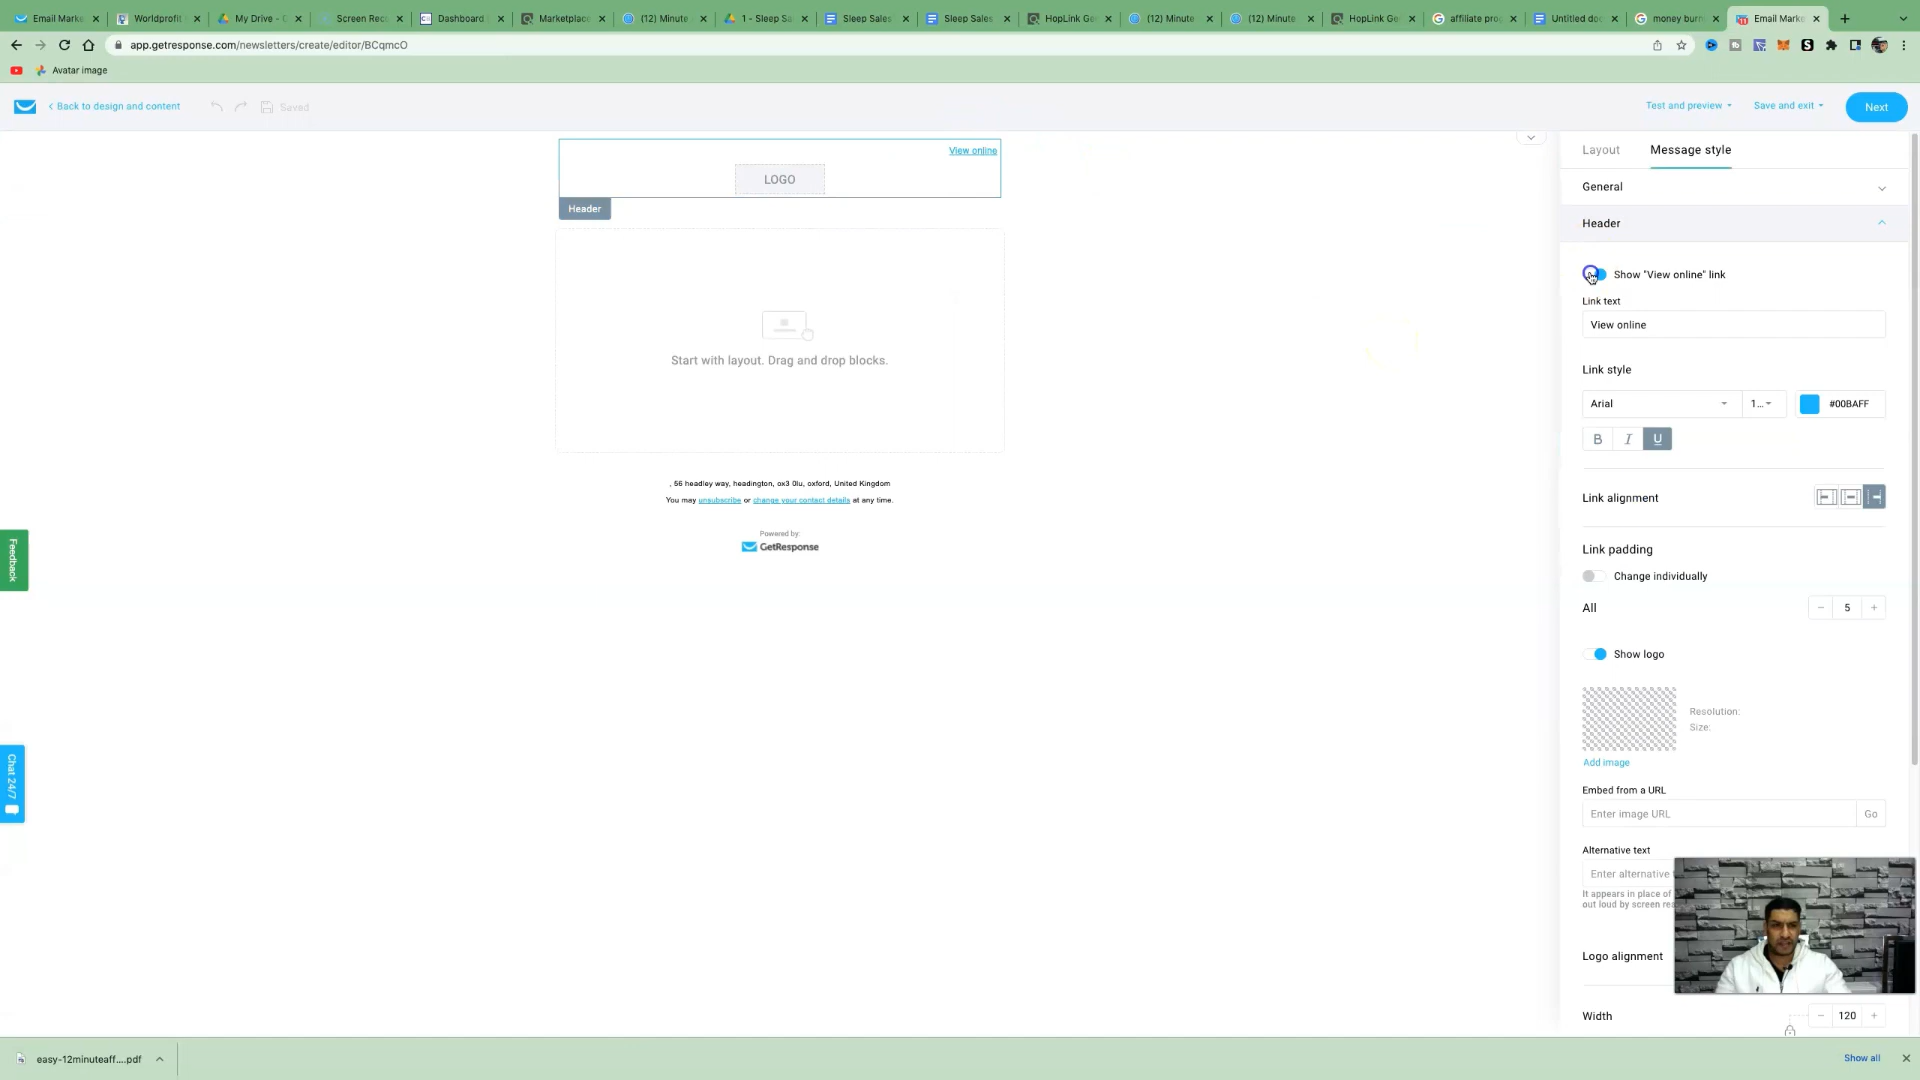 Email Marke
Worldprofit
My Drive - G
Screen Rec
Dashboard
Marketplac
(12) Minute
1 - Sleep Sa
Sleep Sales
Sleep Sales
HopLink Ge
(12) Minute
(12) Minute
HopLink Ge
affiliate pro
Untitled doc
money burn
Email Marke
app.getresponse.com/newsletters/create/editor/BCqmcO
Avatar image
Back to design and content
Saved
Test and preview
Save and exit
Next
View online
LOGO
Header
Start with layout. Drag and drop blocks.
, 56 headley way, headington, ox3 0lu, oxford, United Kingdom
You may unsubscribe or change your contact details at any time.
Powered by:
GetResponse
Feedback
Chat 24/7
Layout
Message style
General
Header
Show "View online" link
Link text
View online
Link style
Arial
1...
#00BAFF
B
I
U
Link alignment
Link padding
Change individually
All
5
Show logo
Resolution:
Size:
Add image
Embed from a URL
Enter image URL
Go
Alternative text
Enter alternative
It appears in place of
out loud by screen rea
Logo alignment
Width
120
easy-12minuteaff....pdf
Show all